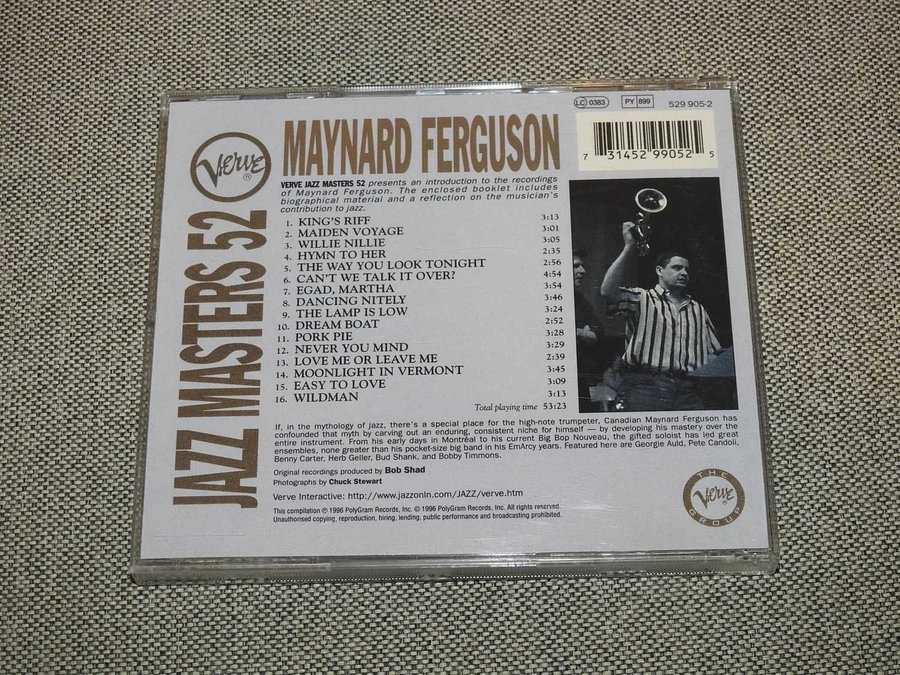 LC 0383 PY 899 529 905-2
Verve®
JAZZ MASTERS 52
MAYNARD FERGUSON
7 31452 99052 5
VERVE JAZZ MASTERS 52 presents an introduction to the recordings
of Maynard Ferguson. The enclosed booklet includes
biographical material and a reflection on the musician's
contribution to jazz.
1. KING'S RIFF 3:13
2. MAIDEN VOYAGE 3:01
3. WILLIE NILLIE 3:05
4. HYMN TO HER 2:35
5. THE WAY YOU LOOK TONIGHT 2:56
6. CAN'T WE TALK IT OVER? 4:54
7. EGAD, MARTHA 3:54
8. DANCING NITELY 3:46
9. THE LAMP IS LOW 3:24
10. DREAM BOAT 2:52
11. PORK PIE 3:28
12. NEVER YOU MIND 3:29
13. LOVE ME OR LEAVE ME 2:39
14. MOONLIGHT IN VERMONT 3:45
15. EASY TO LOVE 3:09
16. WILDMAN 3:13
Total playing time 53:23
If, in the mythology of jazz, there's a special place for the high-note trumpeter, Canadian Maynard Ferguson has
confounded that myth by carving out an enduring, consistent niche for himself — by developing his mastery over the
entire instrument. From his early days in Montréal to his current Big Bop Nouveau, the gifted soloist has led great
ensembles, none greater than his pocket-size big band in his EmArcy years. Featured here are Georgie Auld, Pete Candoli,
Benny Carter, Herb Geller, Bud Shank, and Bobby Timmons.
Original recordings produced by Bob Shad
Photographs by Chuck Stewart
Verve Interactive: http://www.jazzonln.com/JAZZ/verve.htm
This compilation ℗ 1996 PolyGram Records, Inc. © 1996 PolyGram Records, Inc. All rights reserved.
Unauthorised copying, reproduction, hiring, lending, public performance and broadcasting prohibited.
THE
Verve®
GROUP